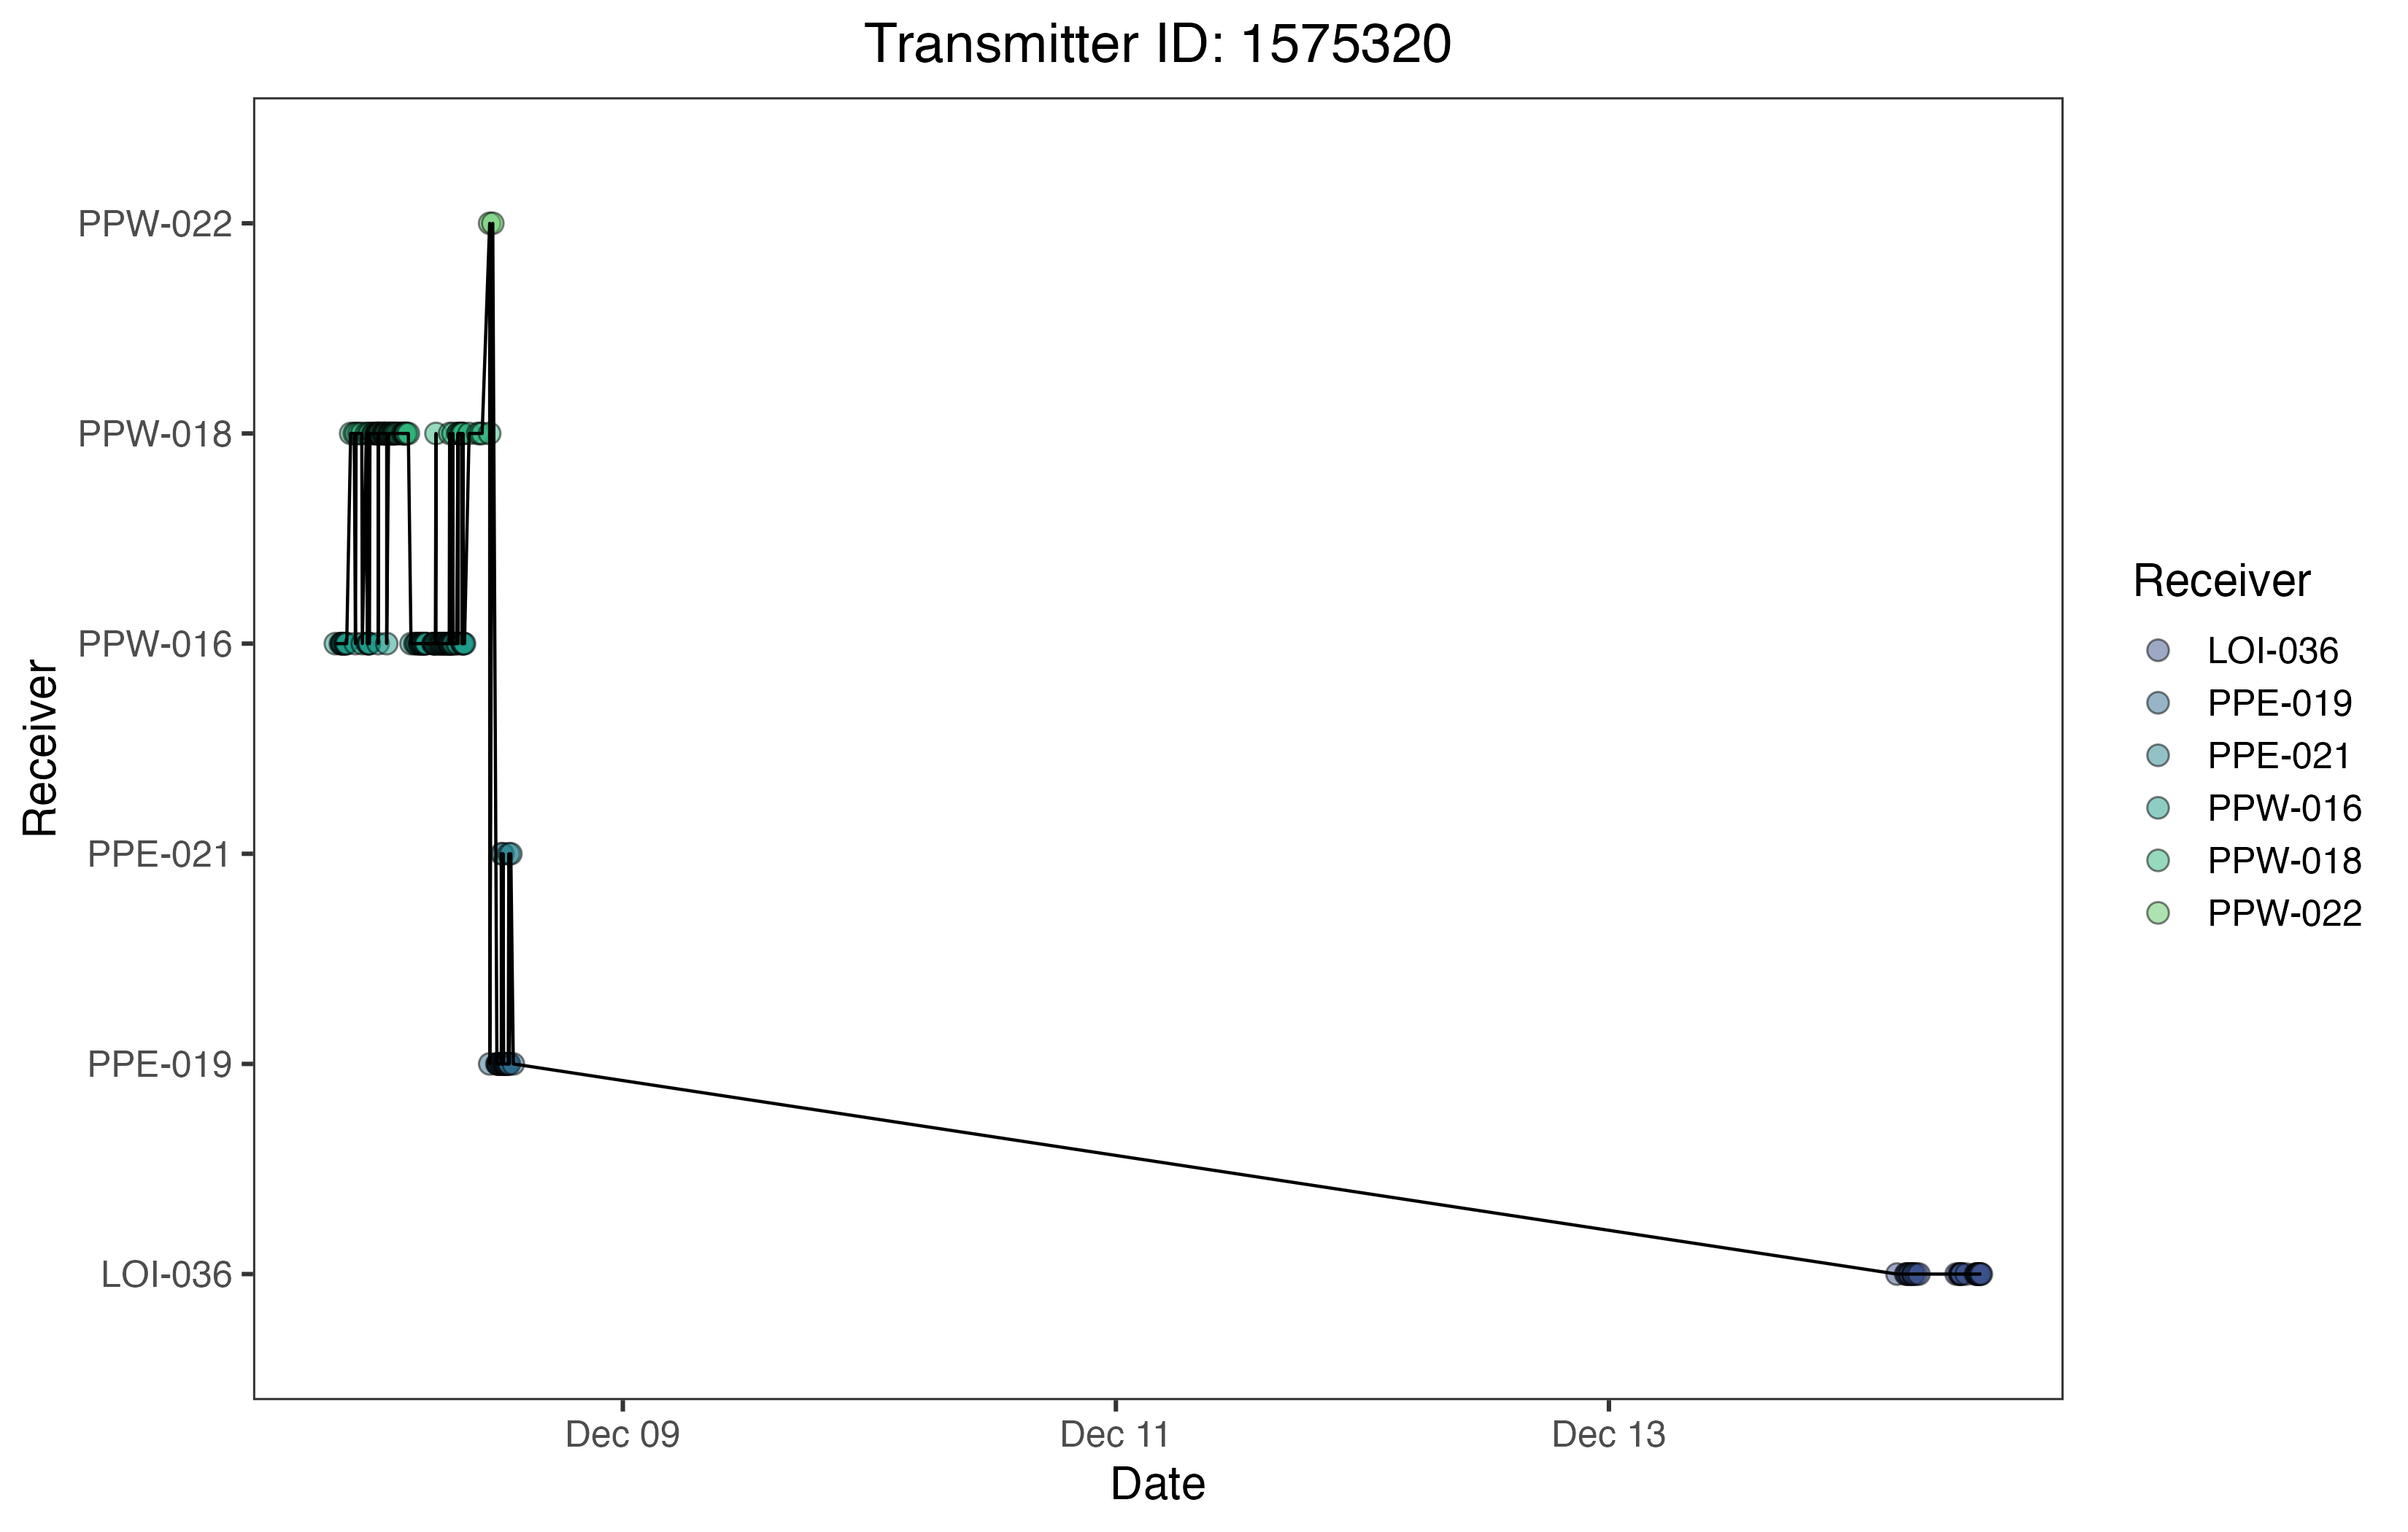 Transmitter ID: 1575320
Receiver
PPW-022
PPW-018
PPW-016
PPE-021
PPE-019
LOI-036
Dec 09
Dec 11
Dec 13
Date
Receiver
LOI-036
PPE-019
PPE-021
PPW-016
PPW-018
PPW-022